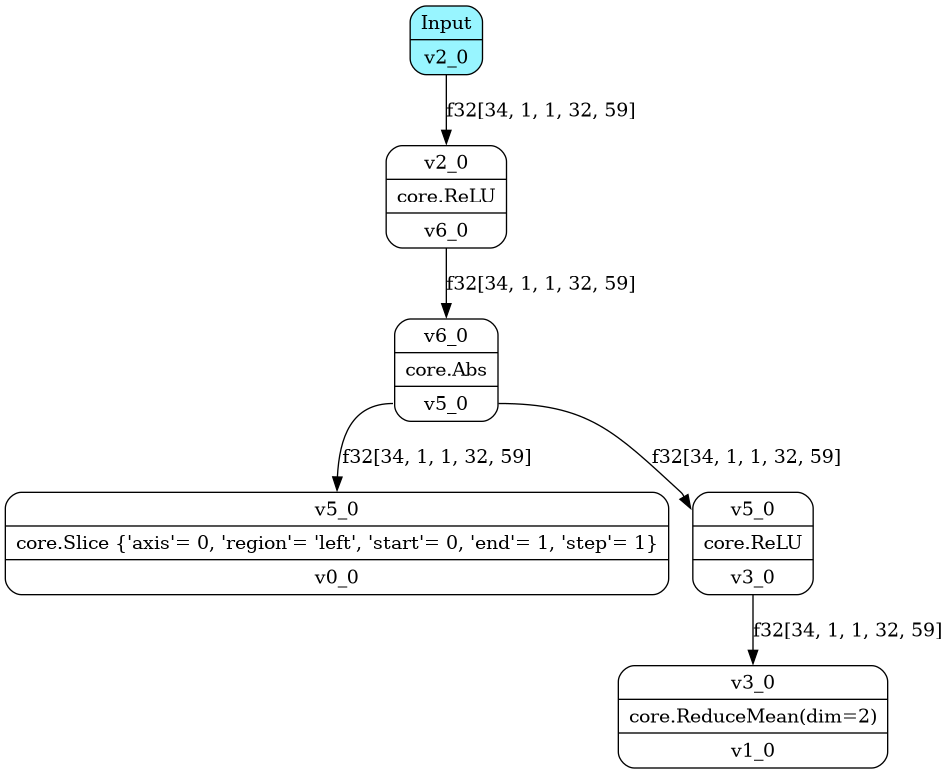 Input
v2_0
f32[34, 1, 1, 32, 59]
v2_0
core.ReLU
v6_0
f32[34, 1, 1, 32, 59]
v6_0
core.Abs
v5_0
f32[34, 1, 1, 32, 59]
f32[34, 1, 1, 32, 59]
v5_0
core.Slice {'axis'= 0, 'region'= 'left', 'start'= 0, 'end'= 1, 'step'= 1}
v0_0
v5_0
core.ReLU
v3_0
f32[34, 1, 1, 32, 59]
v3_0
core.ReduceMean(dim=2)
v1_0